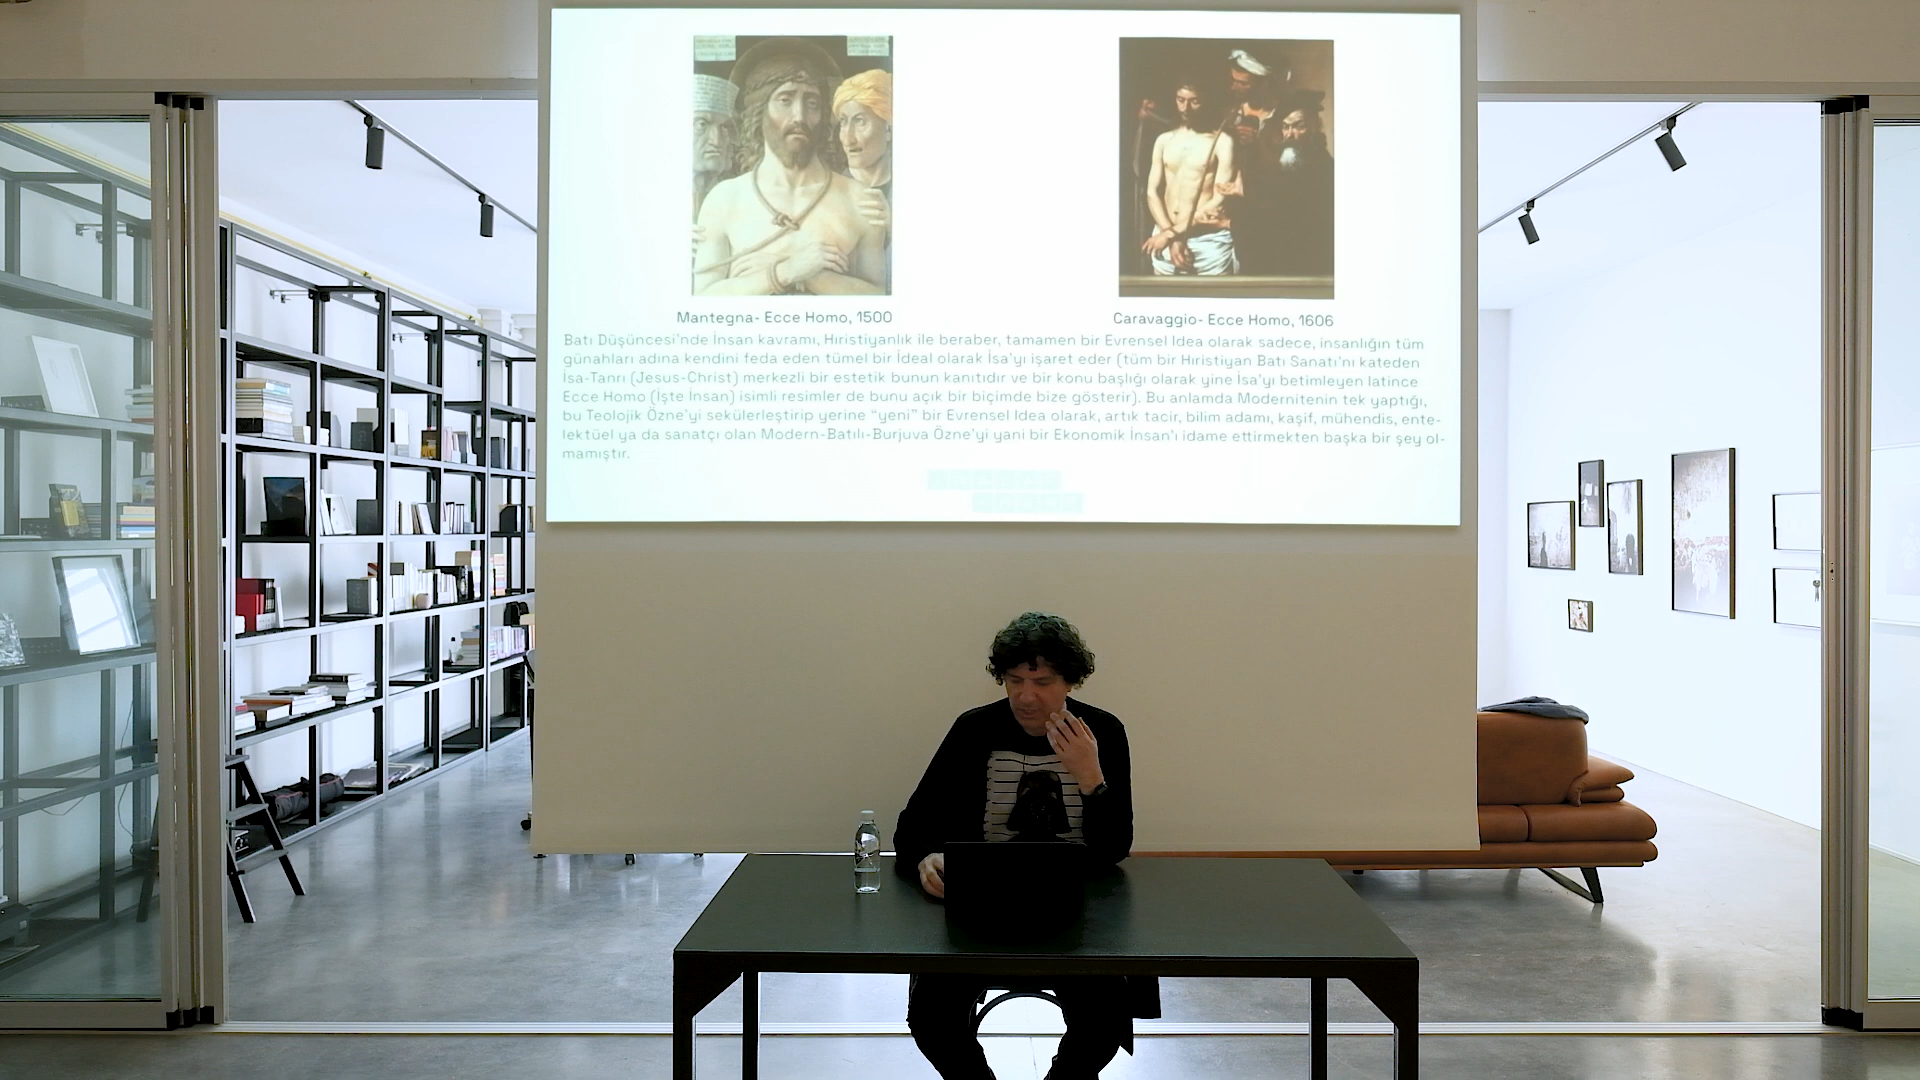 Mantegna- Ecce Homo, 1500
Caravaggio- Ecce Homo, 1606
Batı Düşüncesi'nde İnsan kavramı, Hıristiyanlık ile beraber, tamamen bir Evrensel Idea olarak sadece, insanlığın tüm
günahları adına kendini feda eden tümel bir İdeal olarak İsa'yı işaret eder (tüm bir Hıristiyan Batı Sanatı'nı kateden
İsa-Tanrı (Jesus-Christ) merkezli bir estetik bunun kanıtıdır ve bir konu başlığı olarak yine İsa'yı betimleyen latince
Ecce Homo (İşte İnsan) isimli resimler de bunu açık bir biçimde bize gösterir). Bu anlamda Modernitenin tek yaptığı,
bu Teolojik Özne'yi sekülerleştirip yerine “yeni” bir Evrensel Idea olarak, artık tacir, bilim adamı, kaşif, mühendis, ente-
lektüel ya da sanatçı olan Modern-Batılı-Burjuva Özne'yi yani bir Ekonomik İnsan'ı idame ettirmekten başka bir şey ol-
mamıştır.